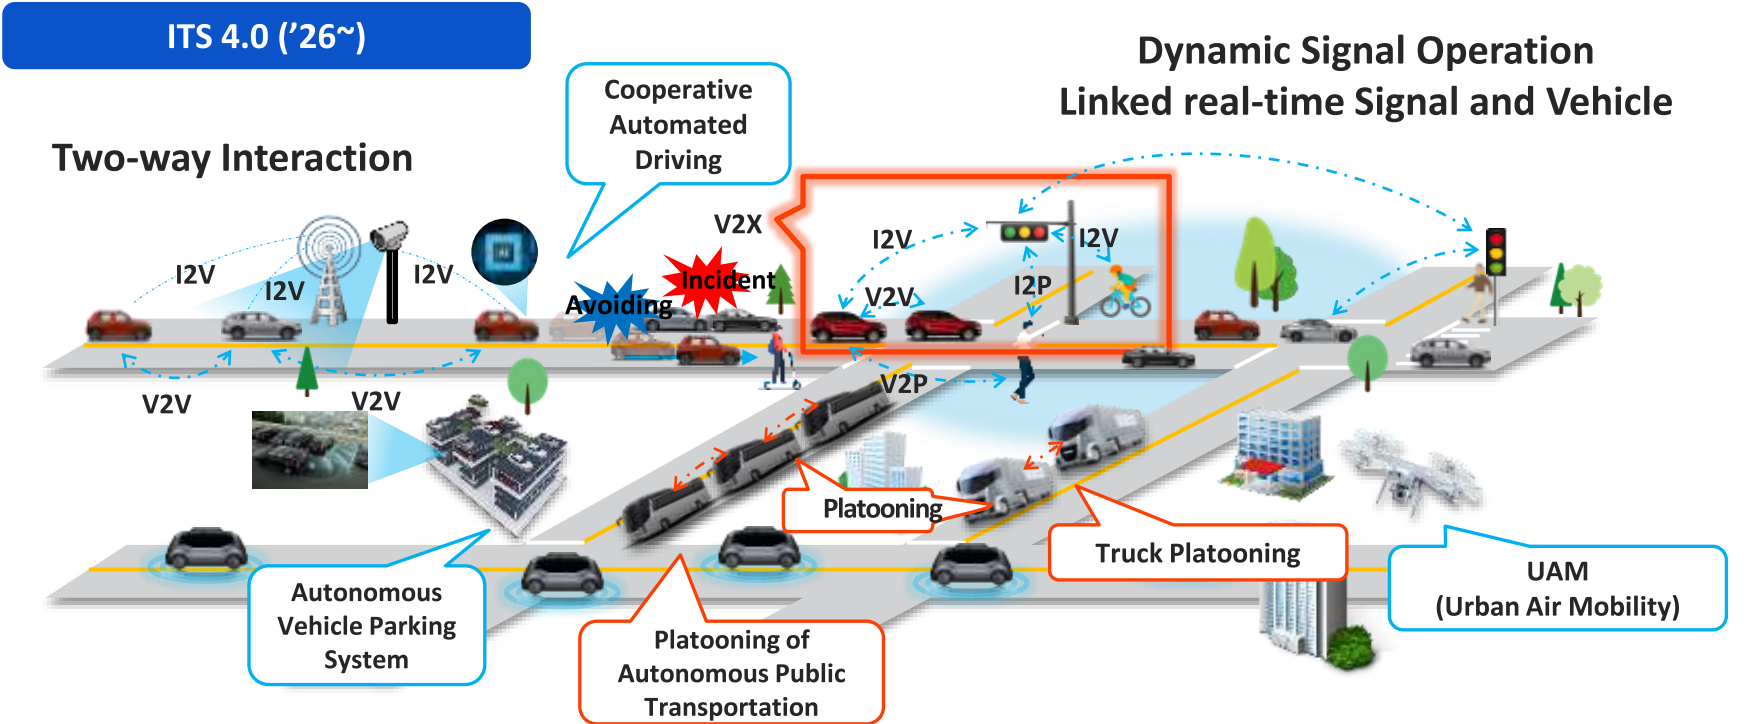 ITS 4.0 (’26~)
Dynamic Signal Operation
Linked real-time Signal and Vehicle
Two-way Interaction
Cooperative
Automated
Driving
V2X
I2V
I2V
I2V
I2V
I2V
I2P
V2V
Incident
Avoiding
V2V
V2V
V2P
Platooning
Truck Platooning
Autonomous
Vehicle Parking
System
Platooning of
Autonomous Public
Transportation
UAM
(Urban Air Mobility)